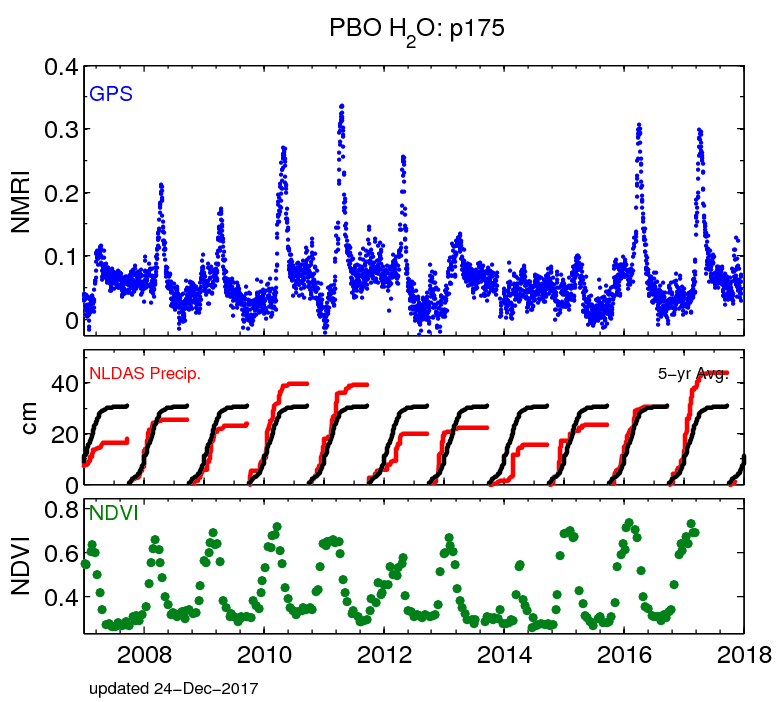 PBO H2O: p175
0.4
GPS
0.3
NMRI
0.2
0.1
0
NLDAS Precip.
5-yr Avg.
40
cm
20
0
0.8
NDVI
0.6
NDVI
0.4
2008 2010 2012 2014 2016 2018
updated 24-Dec-2017